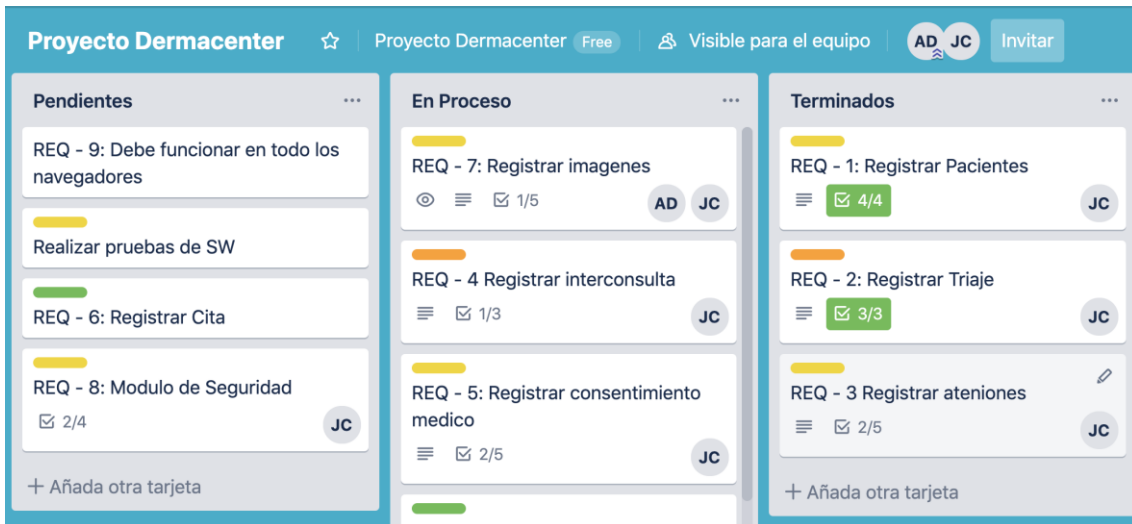 Proyecto Dermacenter
Proyecto Dermacenter Free
Visible para el equipo
AD JC
Invitar
Pendientes
REQ - 9: Debe funcionar en todo los
navegadores
Realizar pruebas de SW
REQ - 6: Registrar Cita
REQ - 8: Modulo de Seguridad
2/4
JC
+ Añada otra tarjeta
En Proceso
REQ - 7: Registrar imagenes
1/5
AD JC
REQ - 4 Registrar interconsulta
1/3
JC
REQ - 5: Registrar consentimiento
medico
2/5
JC
Terminados
REQ - 1: Registrar Pacientes
4/4
JC
REQ - 2: Registrar Triaje
3/3
JC
REQ - 3 Registrar ateniones
2/5
JC
+ Añada otra tarjeta